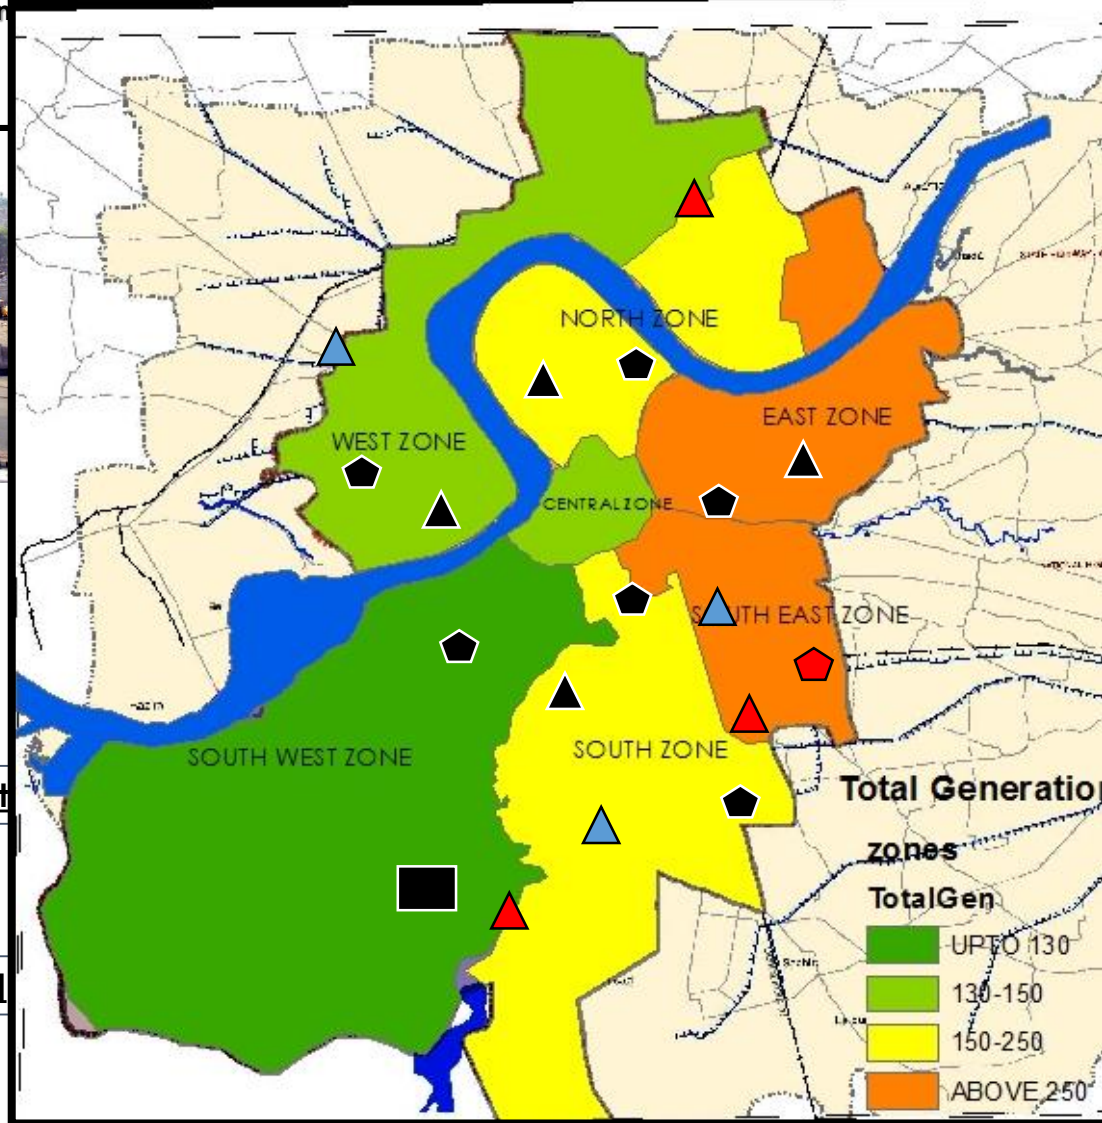 NORTH ZONE
EAST ZONE
WEST ZONE
CENTRAL ZONE
SOUTH EAST ZONE
SOUTH ZONE
SOUTH WEST ZONE
Total Generation
zones
TotalGen
UPTO 130
130-150
150-250
ABOVE 250